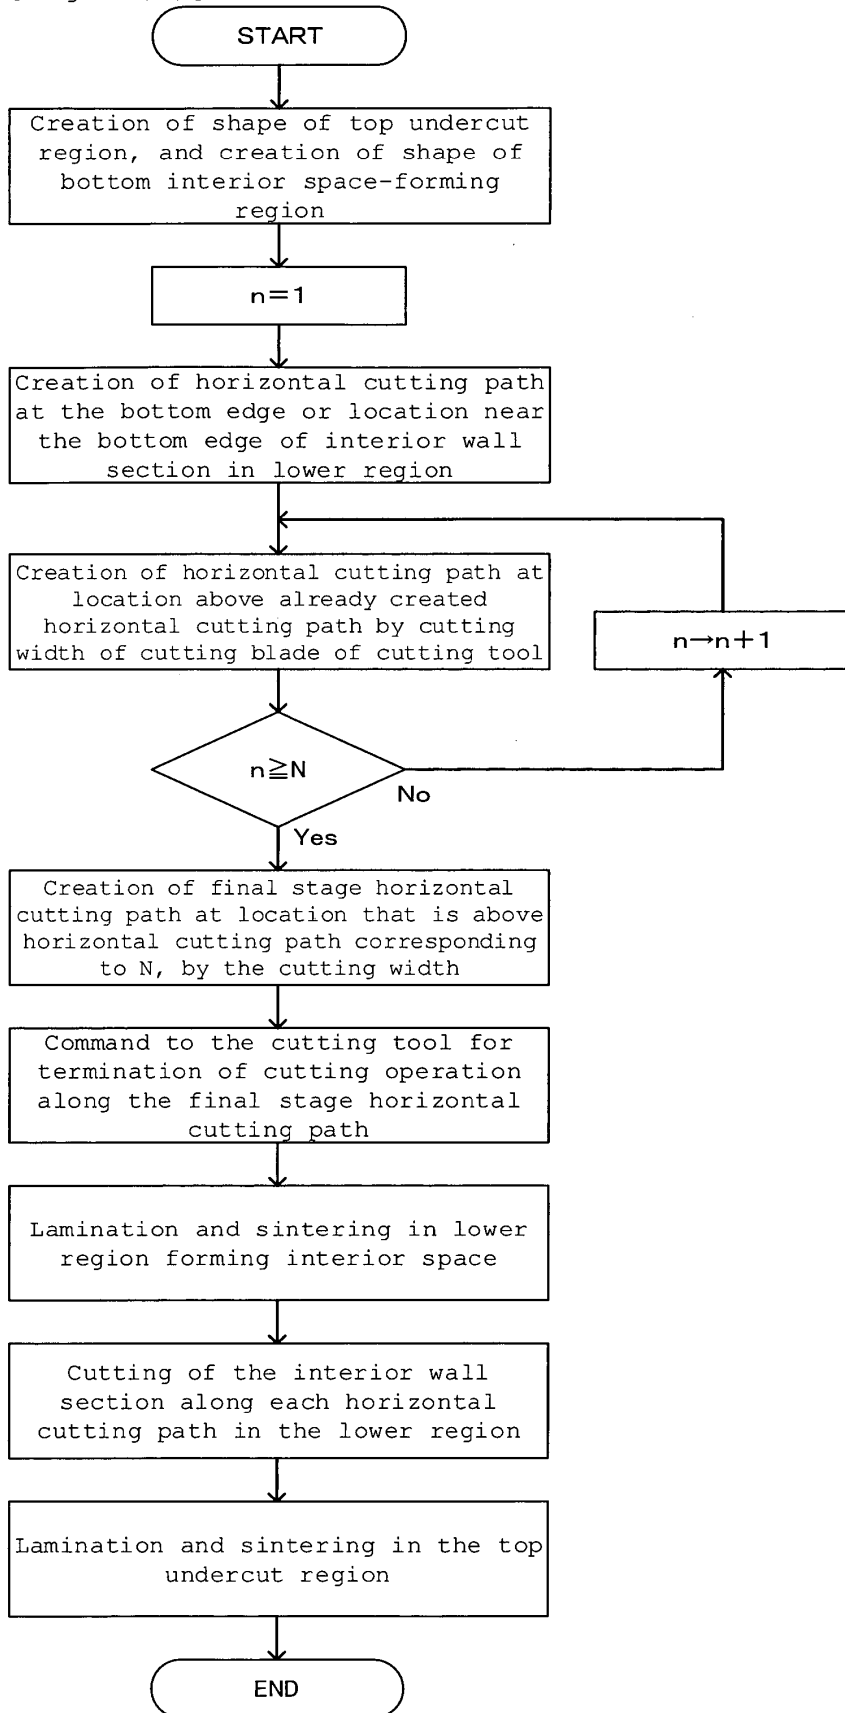 START
Creation of shape of top undercut
region, and creation of shape of
bottom interior space-forming
region
n=1
Creation of horizontal cutting path
at the bottom edge or location near
the bottom edge of interior wall
section in lower region
Creation of horizontal cutting path at
location above already created
horizontal cutting path by cutting
width of cutting blade of cutting tool
n→n+1
n≧N
No
Yes
Creation of final stage horizontal
cutting path at location that is above
horizontal cutting path corresponding
to N, by the cutting width
Command to the cutting tool for
termination of cutting operation
along the final stage horizontal
cutting path
Lamination and sintering in lower
region forming interior space
Cutting of the interior wall
section along each horizontal
cutting path in the lower region
Lamination and sintering in the top
undercut region
END